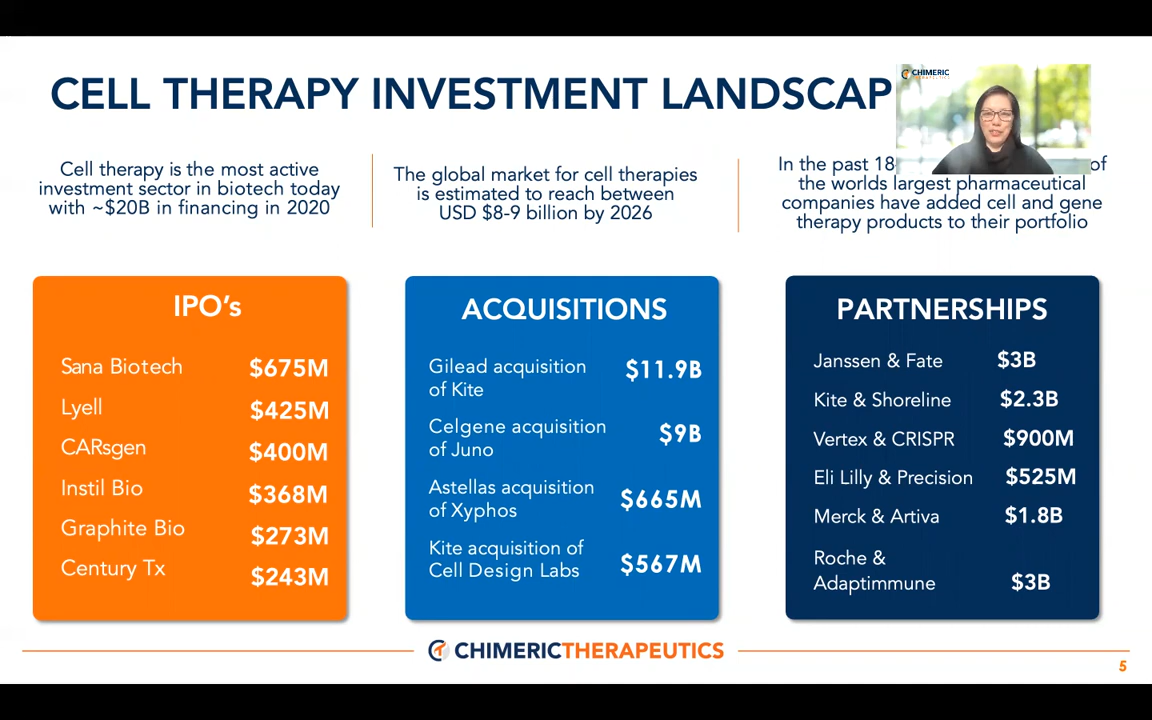 CELL THERAPY INVESTMENT LANDSCAP
CHIMERIC
THERAPEUTICS
Cell therapy is the most active
investment sector in biotech today
with ~$20B in financing in 2020
The global market for cell therapies
is estimated to reach between
USD $8-9 billion by 2026
In the past 18 of
the worlds largest pharmaceutical
companies have added cell and gene
therapy products to their portfolio
IPO's
Sana Biotech $675M
Lyell $425M
CARsgen $400M
Instil Bio $368M
Graphite Bio $273M
Century Tx $243M
ACQUISITIONS
Gilead acquisition
of Kite $11.9B
Celgene acquisition
of Juno $9B
Astellas acquisition
of Xyphos $665M
Kite acquisition of
Cell Design Labs $567M
PARTNERSHIPS
Janssen & Fate $3B
Kite & Shoreline $2.3B
Vertex & CRISPR $900M
Eli Lilly & Precision $525M
Merck & Artiva $1.8B
Roche &
Adaptimmune $3B
CHIMERICTHERAPEUTICS
5